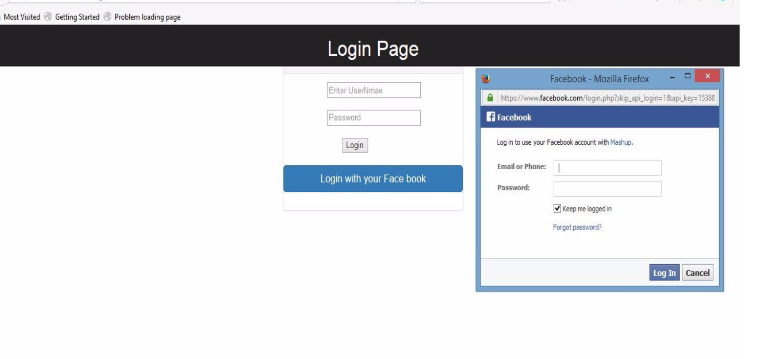 Most Visited Getting Started Problem loading page
Login Page
Enter UserNmae
Password
Login
Login with your Face book
Facebook - Mozilla Firefox
https://www.facebook.com/login.php?skip_api_login=1&api_key=15388
Facebook
Log in to use your Facebook account with Mashup.
Email or Phone:
Password:
Keep me logged in
Forgot password?
Log In Cancel